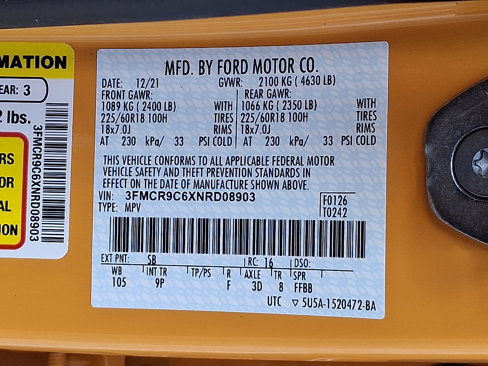 MATION
EAR: 3
2 lbs.
RS
OR
AL
ION
3FMCR9C6XNRD08903
MFD. BY FORD MOTOR CO.
DATE: 12/21 GVWR: 2100 KG ( 4630 LB)
FRONT GAWR: REAR GAWR:
1089 KG ( 2400 LB) WITH 1066 KG ( 2350 LB) WITH
225/60R18 100H TIRES 225/60R18 100H TIRES
18x7.0J RIMS 18x7.0J RIMS
AT 230 kPa/ 33 PSI COLD AT 230 kPa/ 33 PSI COLD
THIS VEHICLE CONFORMS TO ALL APPLICABLE FEDERAL MOTOR
VEHICLE SAFETY AND THEFT PREVENTION STANDARDS IN
EFFECT ON THE DATE OF MANUFACTURE SHOWN ABOVE.
VIN: 3FMCR9C6XNRD08903 F0126
TYPE: MPV T0242
EXT PNT: SB RC: 16 DSO:
WB INT TR TP/PS R AXLE TR SPR
105 9P F 3D 8 FFBB
UTC ▽ 5U5A-1520472-BA